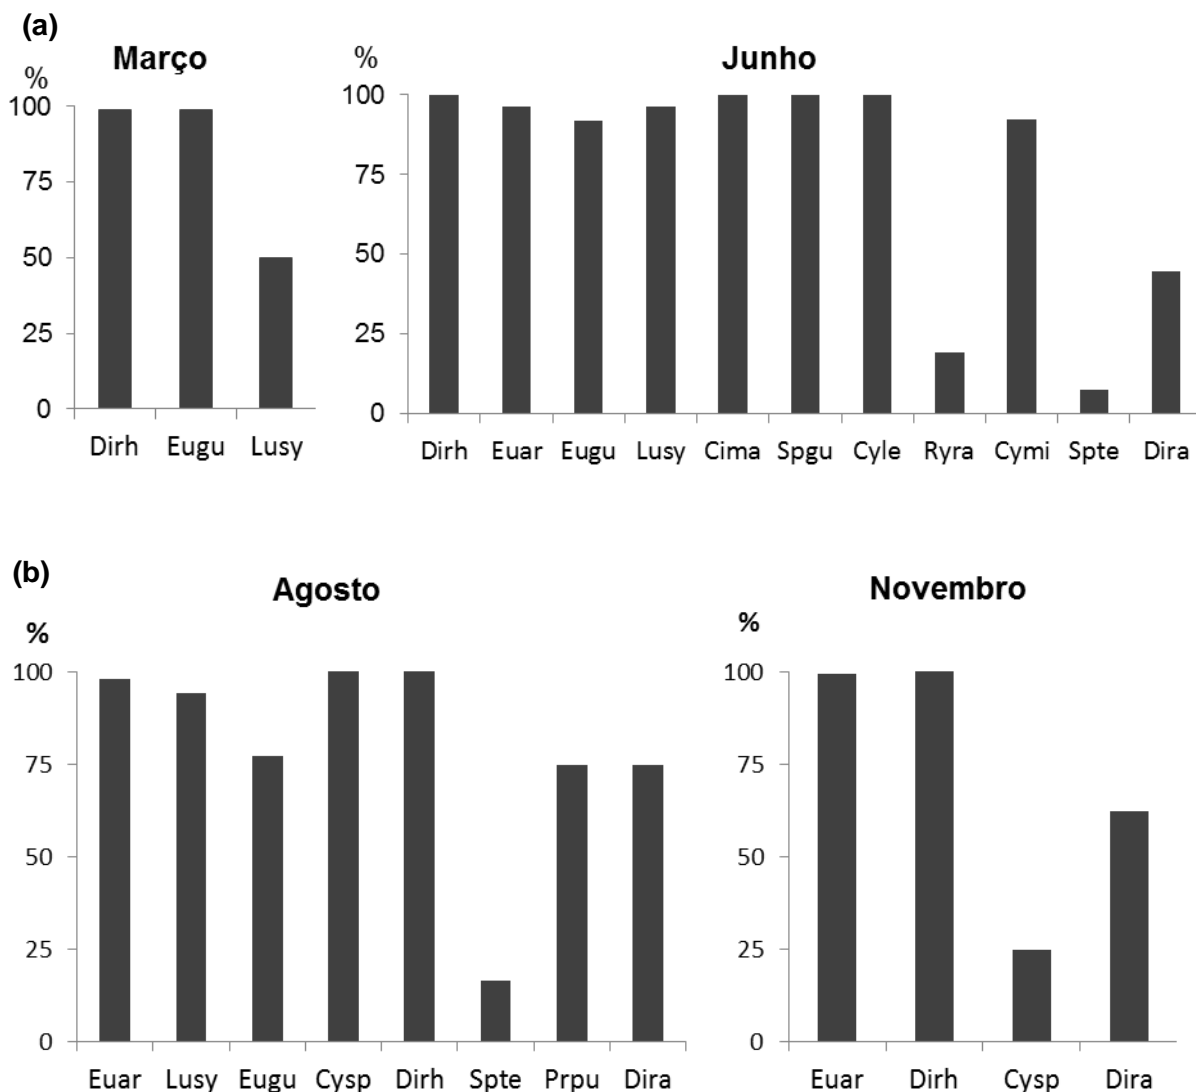 (a)
Março
%
100
75
50
25
0
Dirh Eugu Lusy
Junho
%
100
75
50
25
0
Dirh Euar Eugu Lusy Cima Spgu Cyle Ryra Cymi Spte Dira
(b)
Agosto
%
100
75
50
25
0
Euar Lusy Eugu Cysp Dirh Spte Prpu Dira
Novembro
%
100
75
50
25
0
Euar Dirh Cysp Dira